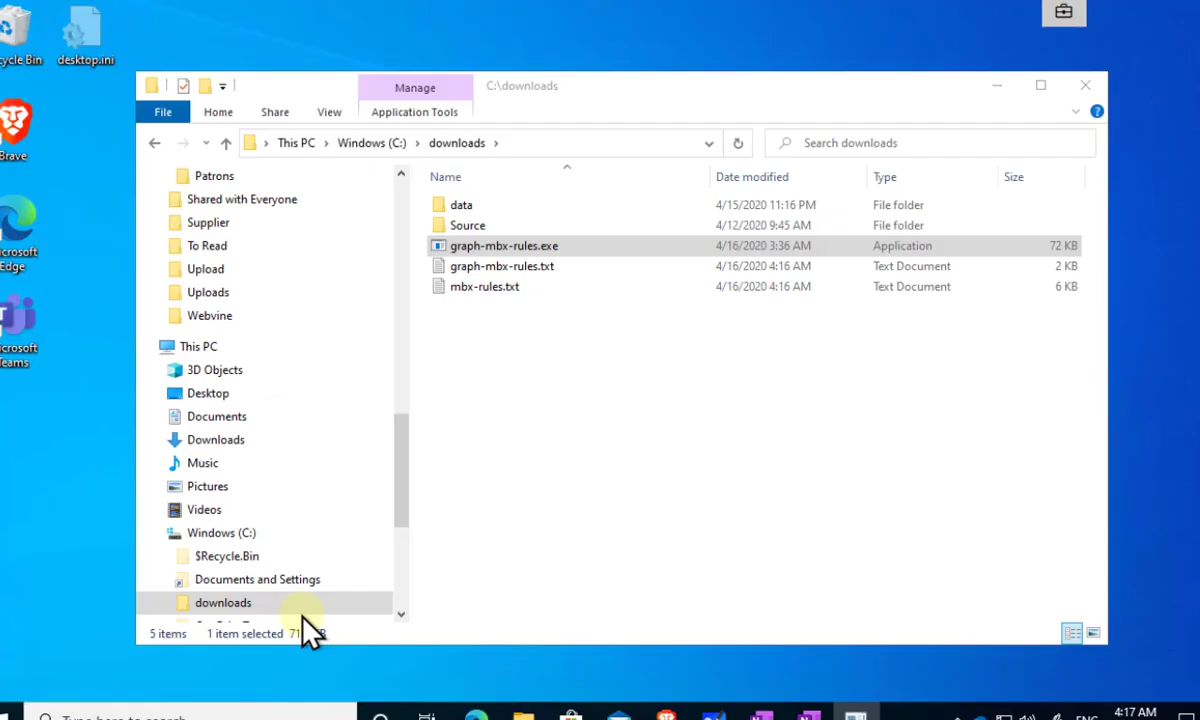 ycle Bin
desktop.ini
Brave
icrosoft
Edge
icrosoft
Teams
Manage
C:\downloads
File
Home
Share
View
Application Tools
This PC > Windows (C:) > downloads >
Search downloads
Patrons
Shared with Everyone
Supplier
To Read
Upload
Uploads
Webvine
This PC
3D Objects
Desktop
Documents
Downloads
Music
Pictures
Videos
Windows (C:)
$Recycle.Bin
Documents and Settings
downloads
Name Date modified Type Size
data 4/15/2020 11:16 PM File folder
Source 4/12/2020 9:45 AM File folder
graph-mbx-rules.exe 4/16/2020 3:36 AM Application 72 KB
graph-mbx-rules.txt 4/16/2020 4:16 AM Text Document 2 KB
mbx-rules.txt 4/16/2020 4:16 AM Text Document 6 KB
5 items 1 item selected
Type here to search
ENG
4:17 AM